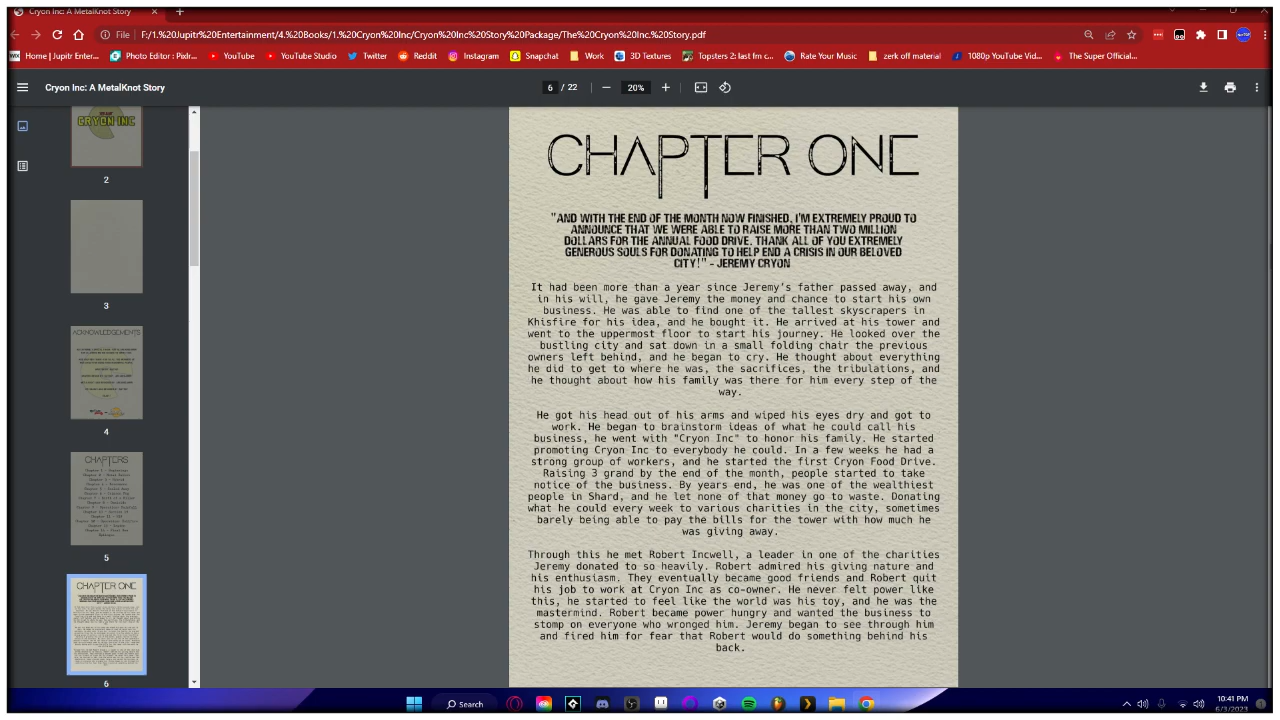 Cryon Inc: A MetalKnot Story
File
F:/1.%20Jupitr%20Entertainment/4.%20Books/1.%20Cryon%20Inc/Cryon%20Inc%20Story%20Package/The%20Cryon%20Inc.%20Story.pdf
Home | Jupitr Enter...
Photo Editor : Pixlr...
YouTube
YouTube Studio
Twitter
Reddit
Instagram
Snapchat
Work
3D Textures
Topsters 2: last fm c...
Rate Your Music
zerk off material
1080p YouTube Vid...
The Super Official...
Cryon Inc: A MetalKnot Story
6 / 22
20%
CRYON INC
2
3
ACKNOWLEDGEMENTS
4
CHAPTERS
5
CHAPTER ONE
6
CHAPTER ONE
"AND WITH THE END OF THE MONTH NOW FINISHED, I'M EXTREMELY PROUD TO
ANNOUNCE THAT WE WERE ABLE TO RAISE MORE THAN TWO MILLION
DOLLARS FOR THE ANNUAL FOOD DRIVE. THANK ALL OF YOU EXTREMELY
GENEROUS SOULS FOR DONATING TO HELP END A CRISIS IN OUR BELOVED
CITY!" - JEREMY CRYON
It had been more than a year since Jeremy's father passed away, and
in his will, he gave Jeremy the money and chance to start his own
business. He was able to find one of the tallest skyscrapers in
Khisfire for his idea, and he bought it. He arrived at his tower and
went to the uppermost floor to start his journey. He looked over the
bustling city and sat down in a small folding chair the previous
owners left behind, and he began to cry. He thought about everything
he did to get to where he was, the sacrifices, the tribulations, and
he thought about how his family was there for him every step of the
way.
He got his head out of his arms and wiped his eyes dry and got to
work. He began to brainstorm ideas of what he could call his
business, he went with "Cryon Inc" to honor his family. He started
promoting Cryon Inc to everybody he could. In a few weeks he had a
strong group of workers, and he started the first Cryon Food Drive.
Raising 3 grand by the end of the month, people started to take
notice of the business. By years end, he was one of the wealthiest
people in Shard, and he let none of that money go to waste. Donating
what he could every week to various charities in the city, sometimes
barely being able to pay the bills for the tower with how much he
was giving away.
Through this he met Robert Incwell, a leader in one of the charities
Jeremy donated to so heavily. Robert admired his giving nature and
his enthusiasm. They eventually became good friends and Robert quit
his job to work at Cryon Inc as co-owner. He never felt power like
this, he started to feel like the world was his toy, and he was the
mastermind. Robert became power hungry and wanted the business to
stomp on everyone who wronged him. Jeremy began to see through him
and fired him for fear that Robert would do something behind his
back.
Search
10:41 PM
6/3/2023